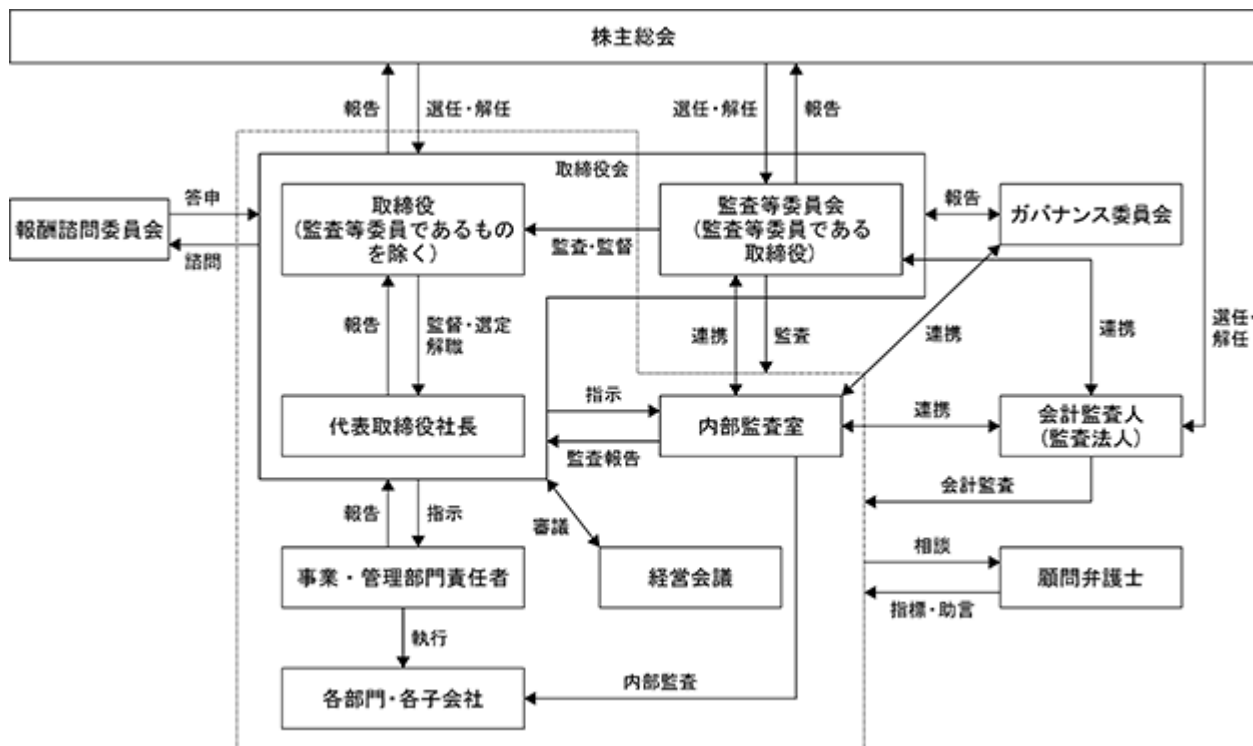 株主総会
報告
選任・解任
選任・解任
報告
取締役会
答申
報酬諮問委員会
諮問
取締役
(監査等委員であるもの
を除く)
監査・監督
監査等委員会
(監査等委員である
取締役)
報告
ガバナンス委員会
報告
監督・選定
解職
連携
監査
連携
連携
選任・
解任
代表取締役社長
指示
監査報告
内部監査室
連携
会計監査人
(監査法人)
会計監査
報告
指示
審議
事業・管理部門責任者
経営会議
相談
顧問弁護士
指標・助言
執行
各部門・各子会社
内部監査